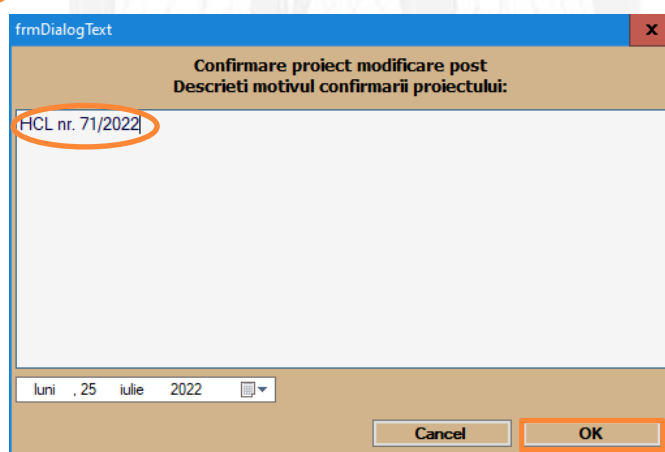 frmDialogText
x
Confirmare proiect modificare post
Descrieti motivul confirmarii proiectului:
HCL nr. 71/2022
luni , 25 iulie 2022
Cancel OK